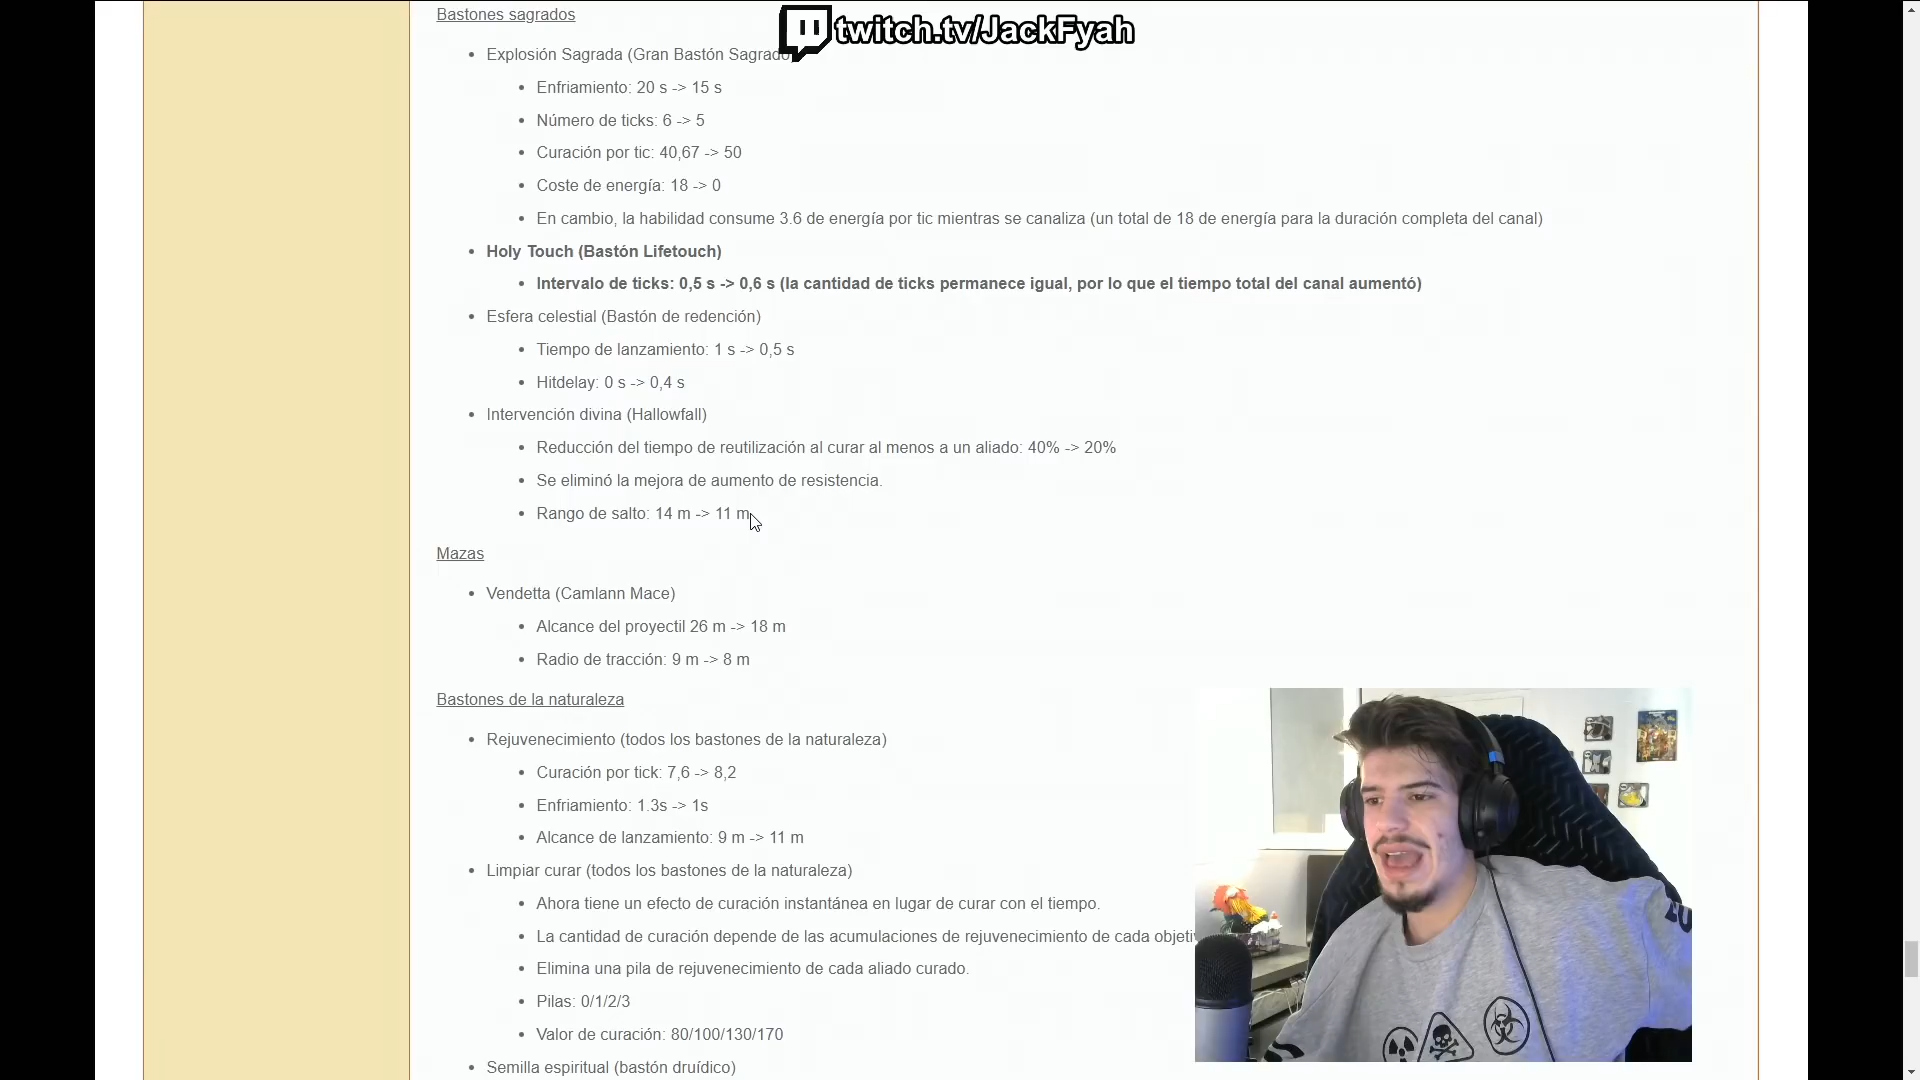 Bastones sagrados
twitch.tv/JackFyah
Explosión Sagrada (Gran Bastón Sagrado
Enfriamiento: 20 s -> 15 s
Número de ticks: 6 -> 5
Curación por tic: 40,67 -> 50
Coste de energía: 18 -> 0
En cambio, la habilidad consume 3.6 de energía por tic mientras se canaliza (un total de 18 de energía para la duración completa del canal)
Holy Touch (Bastón Lifetouch)
Intervalo de ticks: 0,5 s -> 0,6 s (la cantidad de ticks permanece igual, por lo que el tiempo total del canal aumentó)
Esfera celestial (Bastón de redención)
Tiempo de lanzamiento: 1 s -> 0,5 s
Hitdelay: 0 s -> 0,4 s
Intervención divina (Hallowfall)
Reducción del tiempo de reutilización al curar al menos a un aliado: 40% -> 20%
Se eliminó la mejora de aumento de resistencia.
Rango de salto: 14 m -> 11 m
Mazas
Vendetta (Camlann Mace)
Alcance del proyectil 26 m -> 18 m
Radio de tracción: 9 m -> 8 m
Bastones de la naturaleza
Rejuvenecimiento (todos los bastones de la naturaleza)
Curación por tick: 7,6 -> 8,2
Enfriamiento: 1.3s -> 1s
Alcance de lanzamiento: 9 m -> 11 m
Limpiar curar (todos los bastones de la naturaleza)
Ahora tiene un efecto de curación instantánea en lugar de curar con el tiempo.
La cantidad de curación depende de las acumulaciones de rejuvenecimiento de cada objeti
Elimina una pila de rejuvenecimiento de cada aliado curado.
Pilas: 0/1/2/3
Valor de curación: 80/100/130/170
Semilla espiritual (bastón druídico)